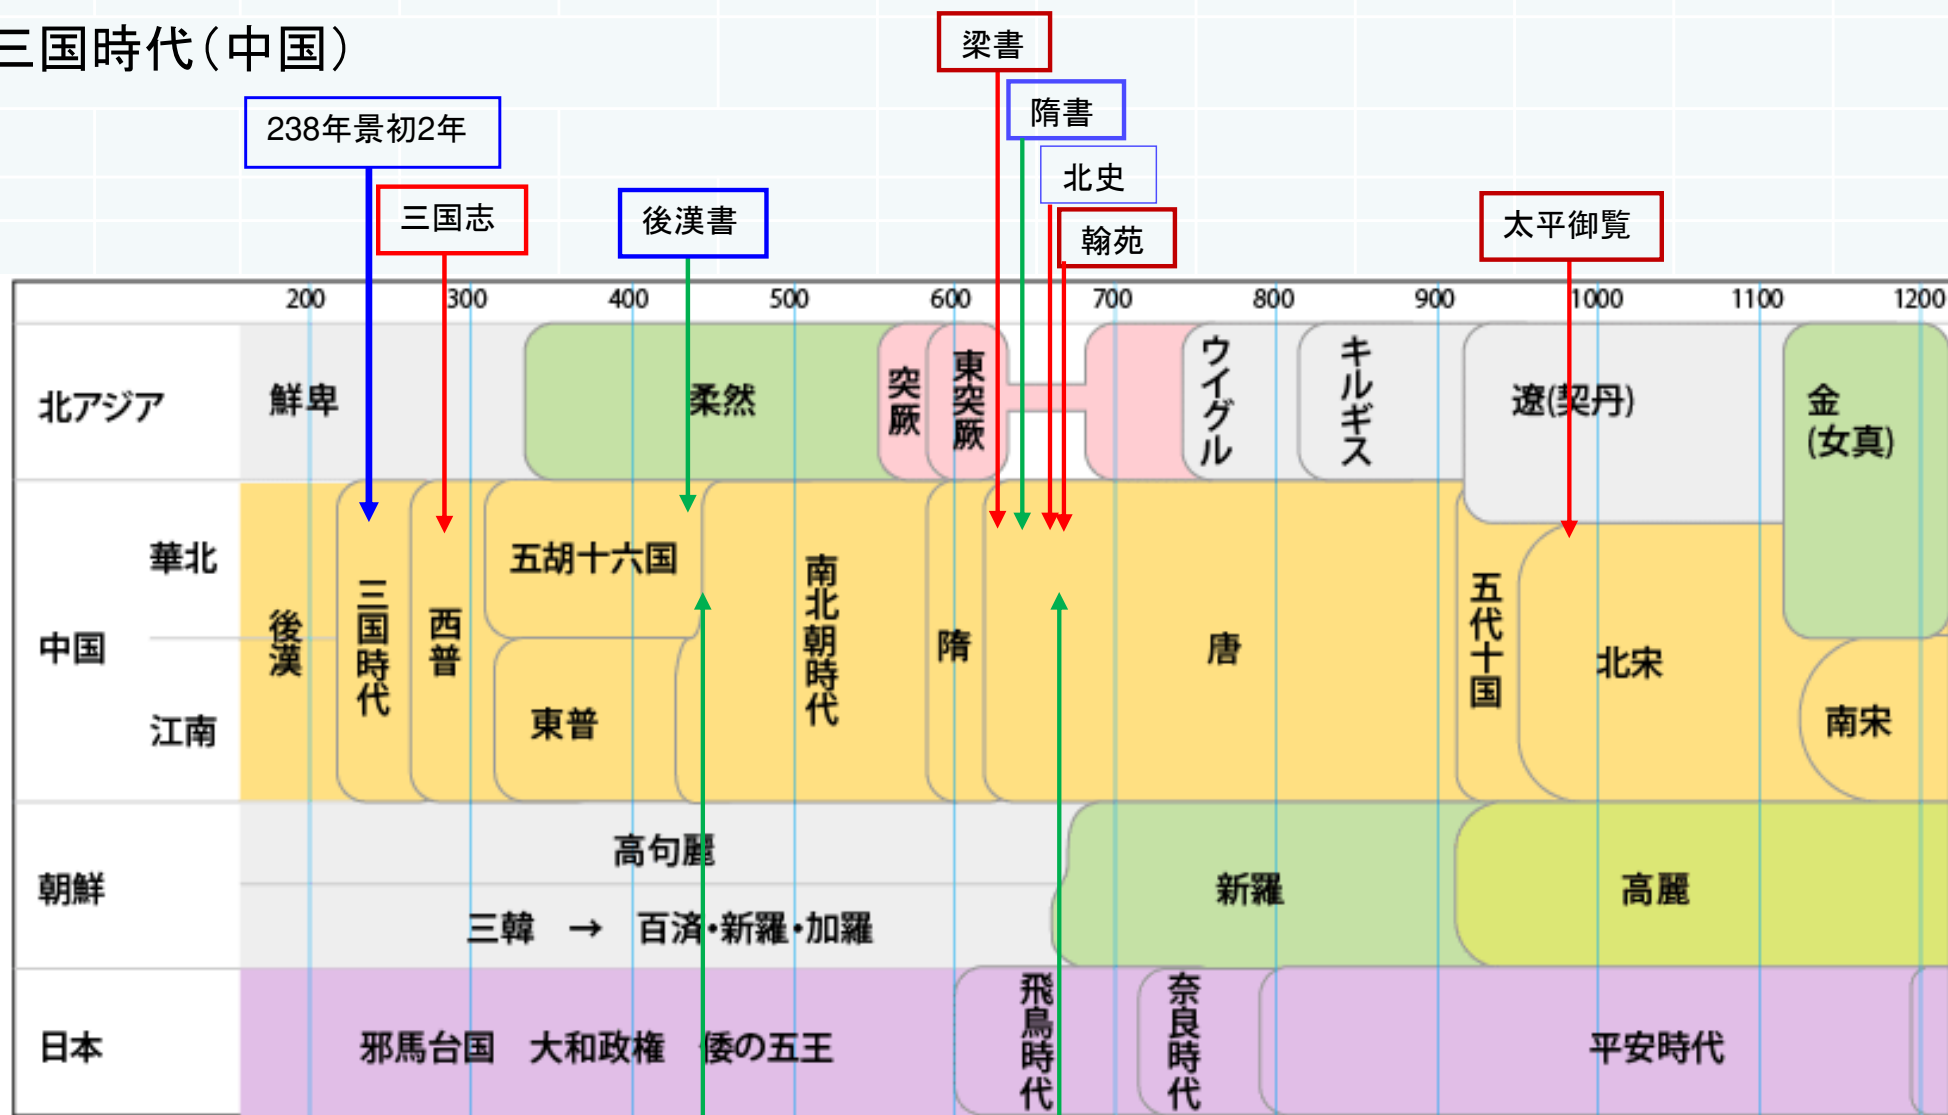 三国時代(中国)
梁書
隋書
238年景初2年
北史
三国志
後漢書
翰苑
太平御覧
200 300 400 500 600 700 800 900 1000 1100 1200
北アジア
鮮卑
柔然
突厥
東突厥
ウイグル
キルギス
遼(契丹)
金
(女真)
中国
華北
江南
後漢
三国時代
西普
五胡十六国
東普
南北朝時代
隋
唐
五代十国
北宋
南宋
朝鮮
高句麗
三韓 → 百済・新羅・加羅
新羅
高麗
日本
邪馬台国 大和政権 倭の五王
飛鳥時代
奈良時代
平安時代